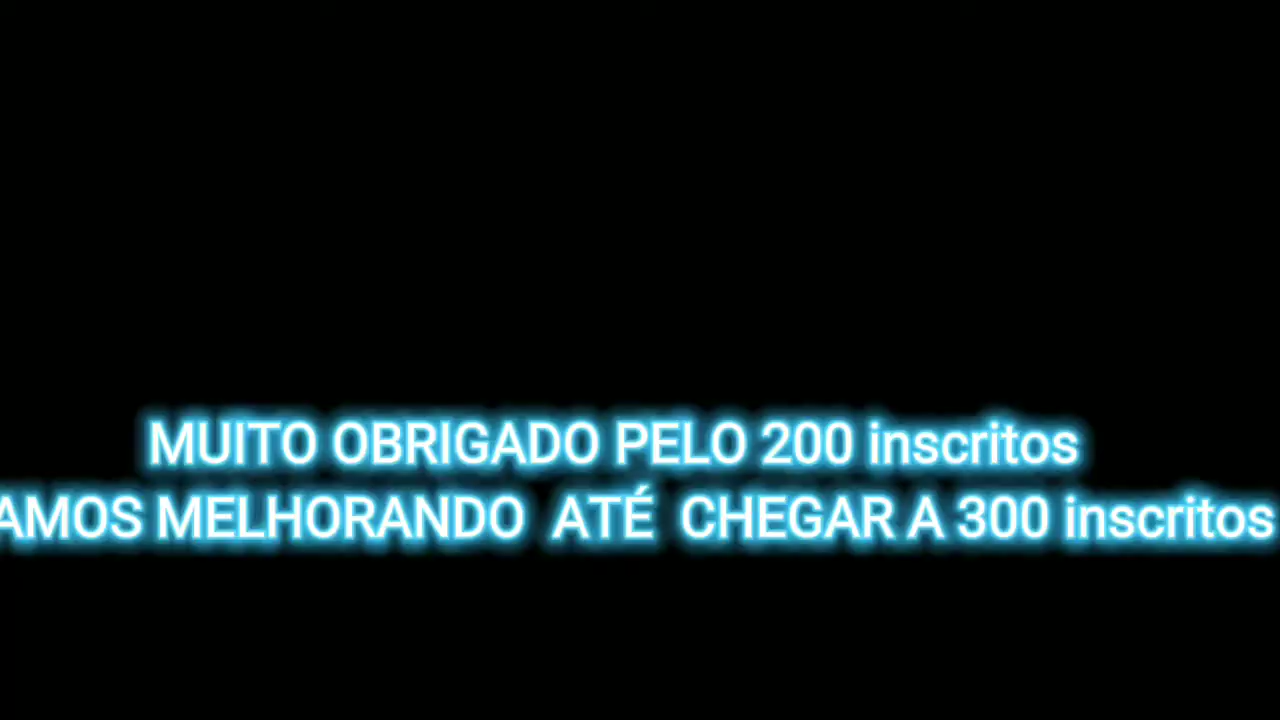 MUITO OBRIGADO PELO 200 inscritos
AMOS MELHORANDO ATÉ CHEGAR A 300 inscritos